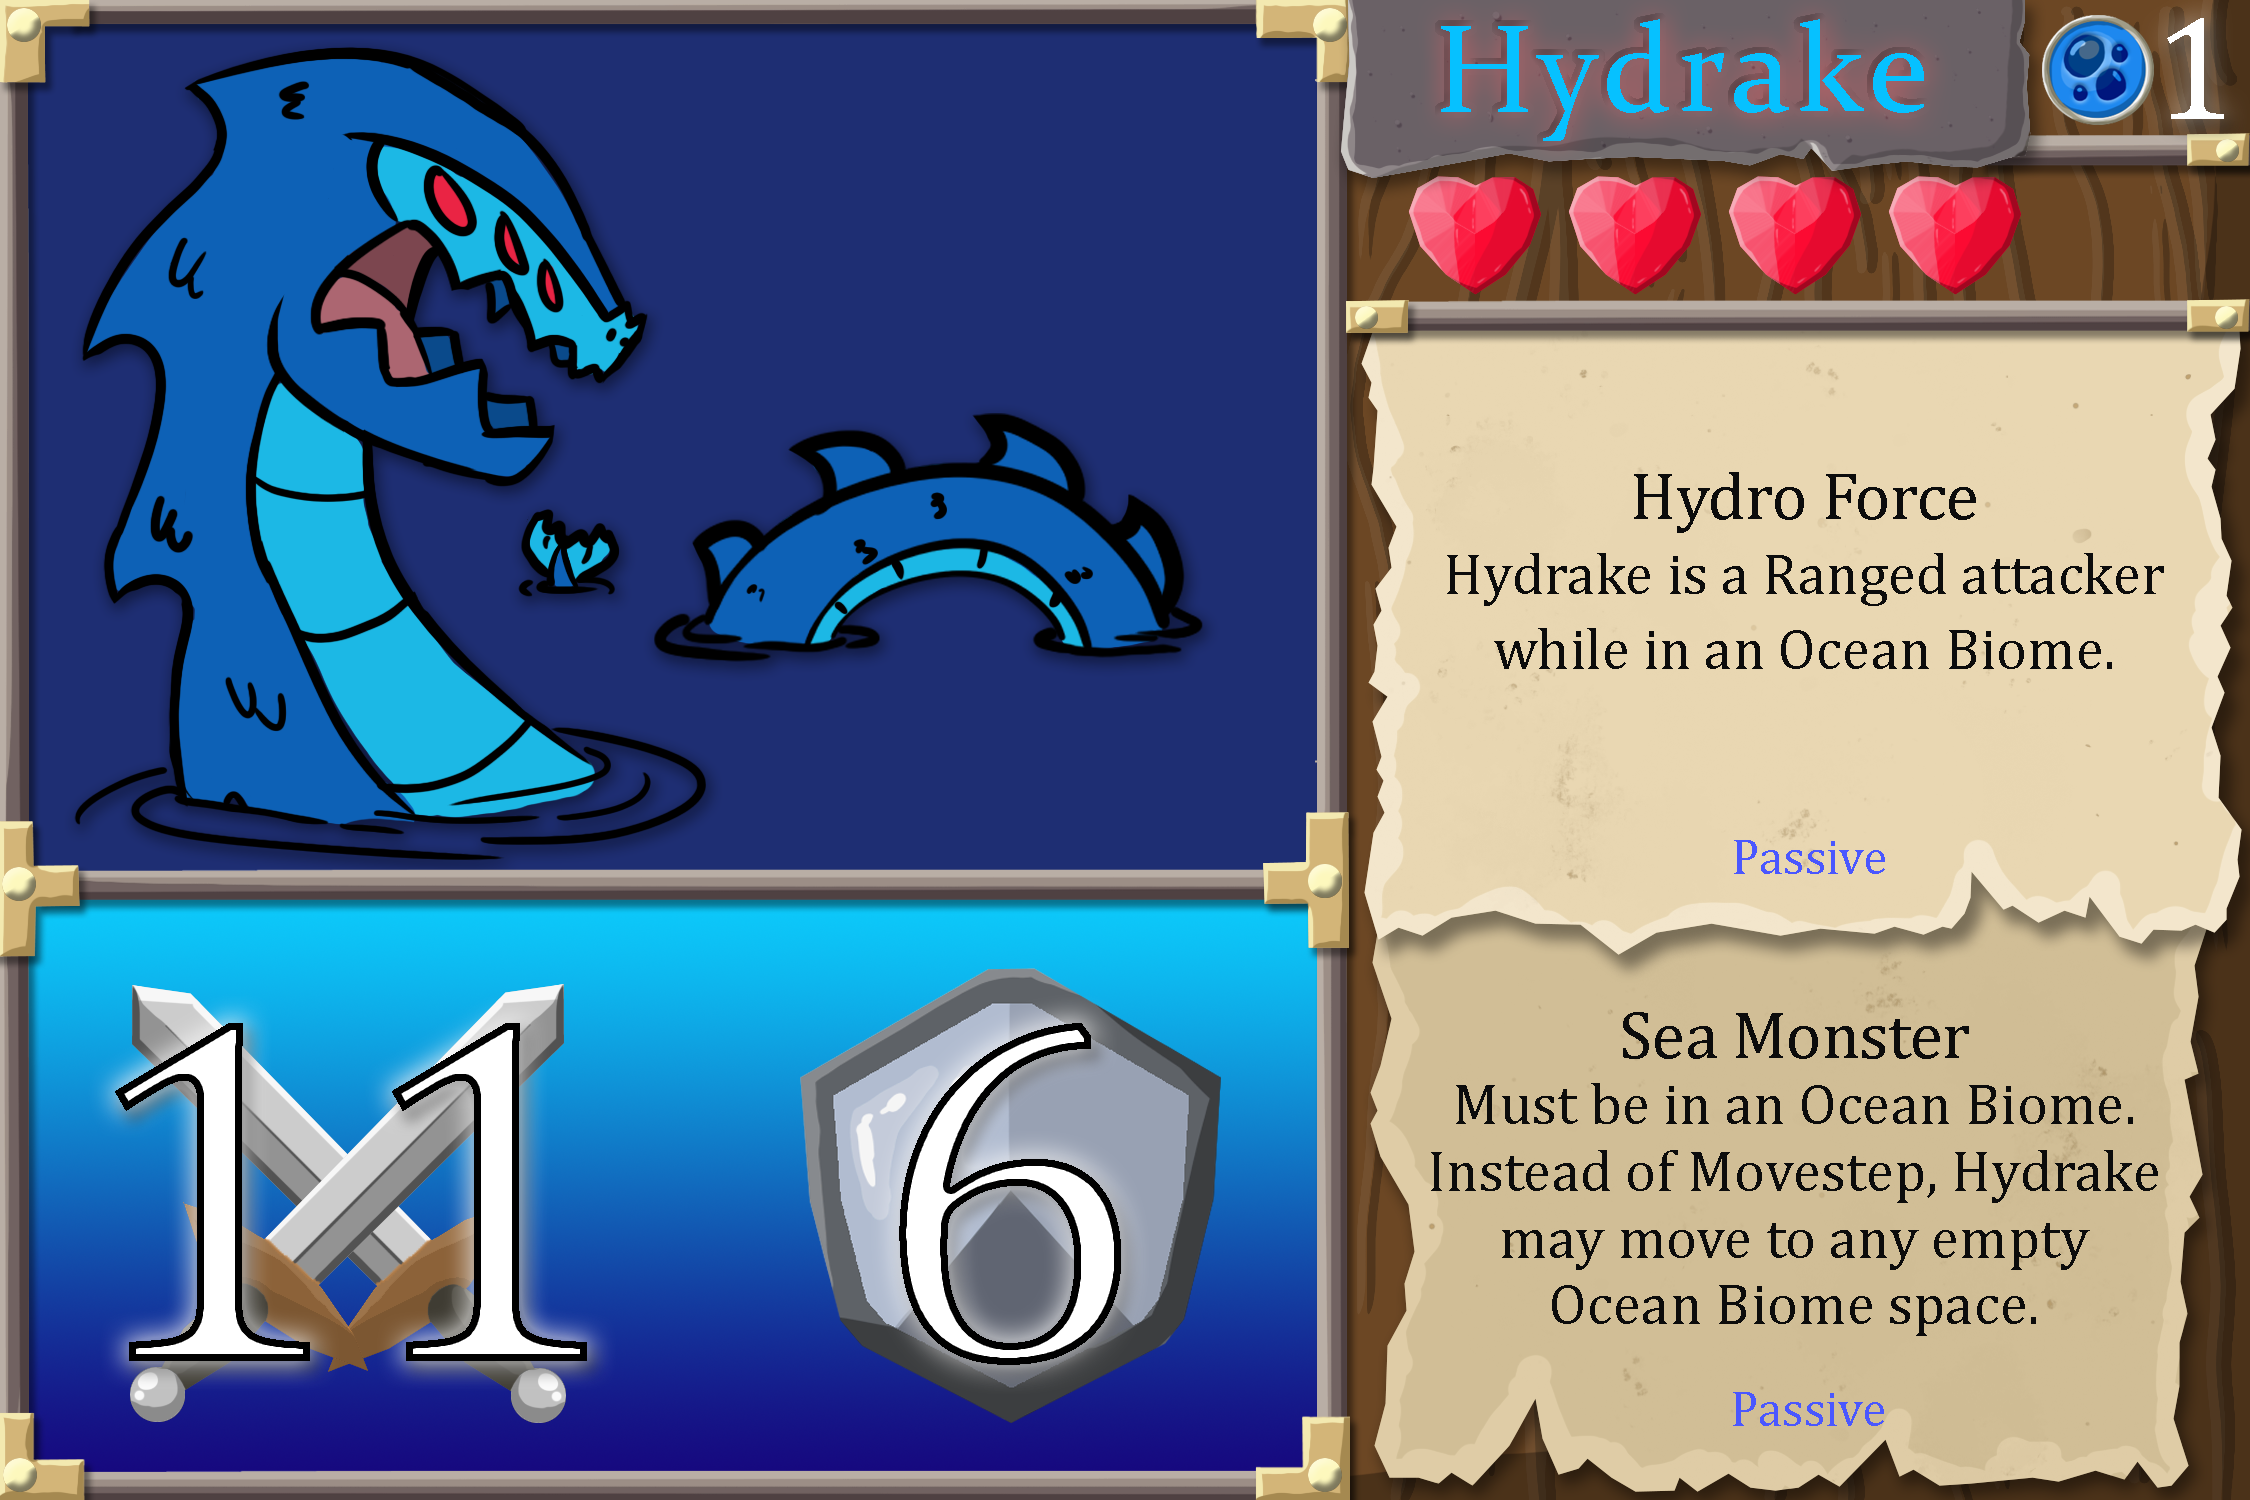 Hydrake
1
Hydro Force
Hydrake is a Ranged attacker
while in an Ocean Biome.
Passive
Sea Monster
Must be in an Ocean Biome.
Instead of Movestep, Hydrake
may move to any empty
Ocean Biome space.
Passive
11
6